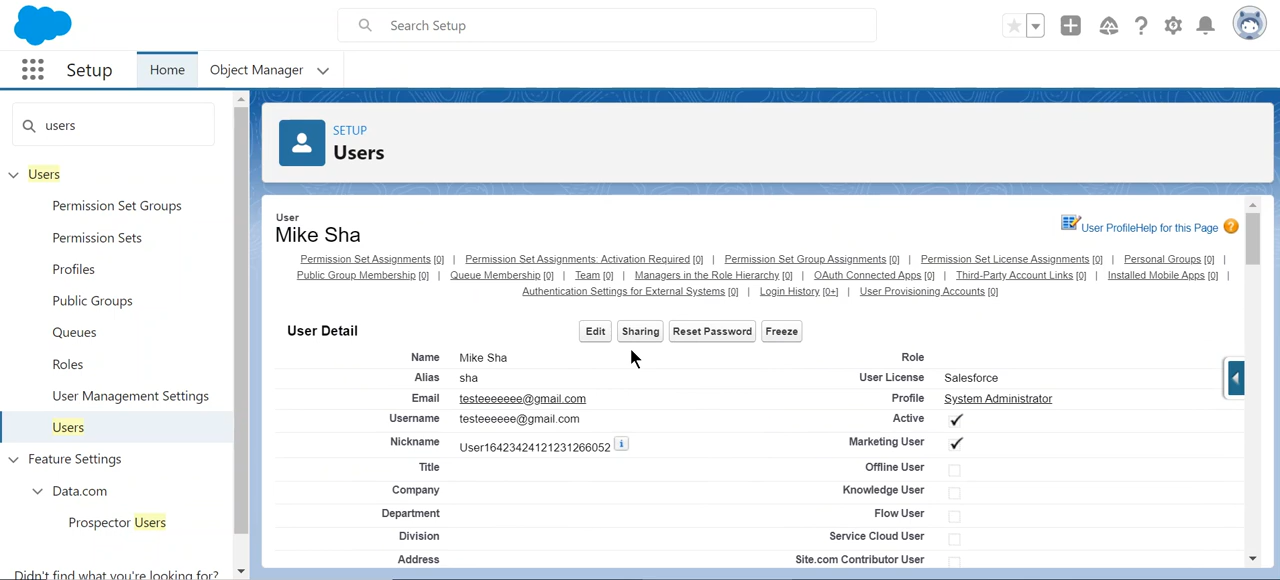 Search Setup
Setup
Home
Object Manager
users
Users
Permission Set Groups
Permission Sets
Profiles
Public Groups
Queues
Roles
User Management Settings
Users
Feature Settings
Data.com
Prospector Users
Didn't find what you're looking for?
SETUP
Users
User
Mike Sha
User Profile Help for this Page
Permission Set Assignments [0] | Permission Set Assignments: Activation Required [0] | Permission Set Group Assignments [0] | Permission Set License Assignments [0] | Personal Groups [0] |
Public Group Membership [0] | Queue Membership [0] | Team [0] | Managers in the Role Hierarchy [0] | OAuth Connected Apps [0] | Third-Party Account Links [0] | Installed Mobile Apps [0] |
Authentication Settings for External Systems [0] | Login History [0+] | User Provisioning Accounts [0]
User Detail
Edit
Sharing
Reset Password
Freeze
Name Mike Sha
Role
Alias sha
User License Salesforce
Email testeeeeeee@gmail.com
Profile System Administrator
Username testeeeeeee@gmail.com
Active ✓
Nickname User16423424121231266052 i
Marketing User ✓
Title
Offline User
Company
Knowledge User
Department
Flow User
Division
Service Cloud User
Address
Site.com Contributor User